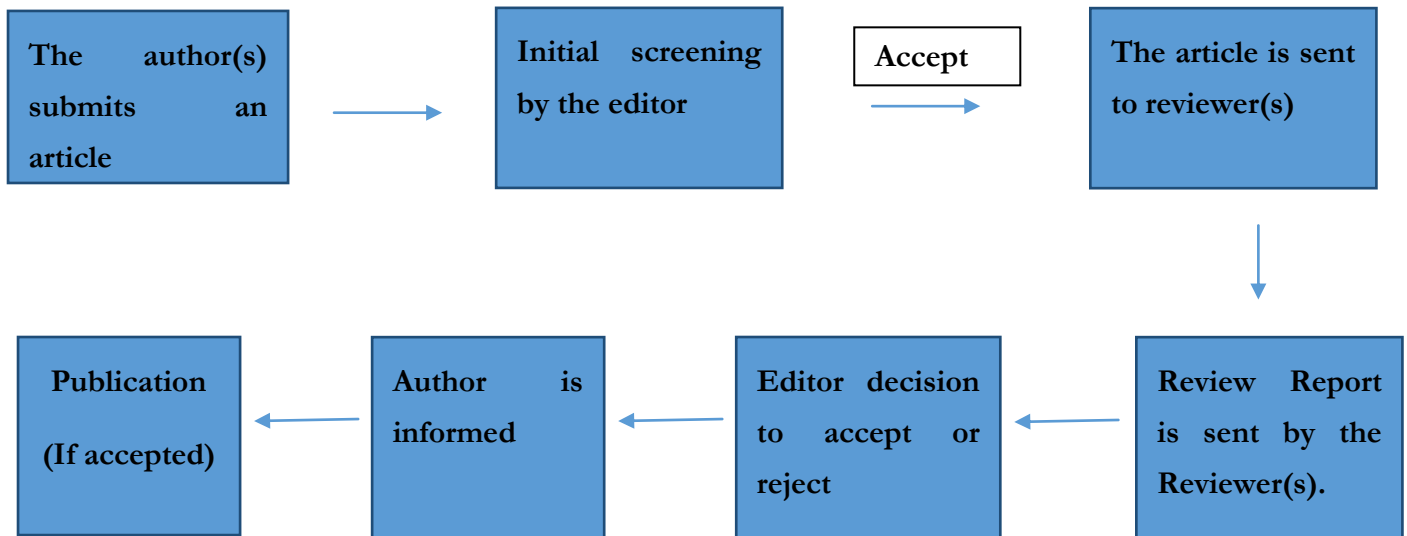 The author(s)
submits an
article
Initial screening
by the editor
Accept
The article is sent
to reviewer(s)
Review Report
is sent by the
Reviewer(s).
Editor decision
to accept or
reject
Author is
informed
Publication
(If accepted)